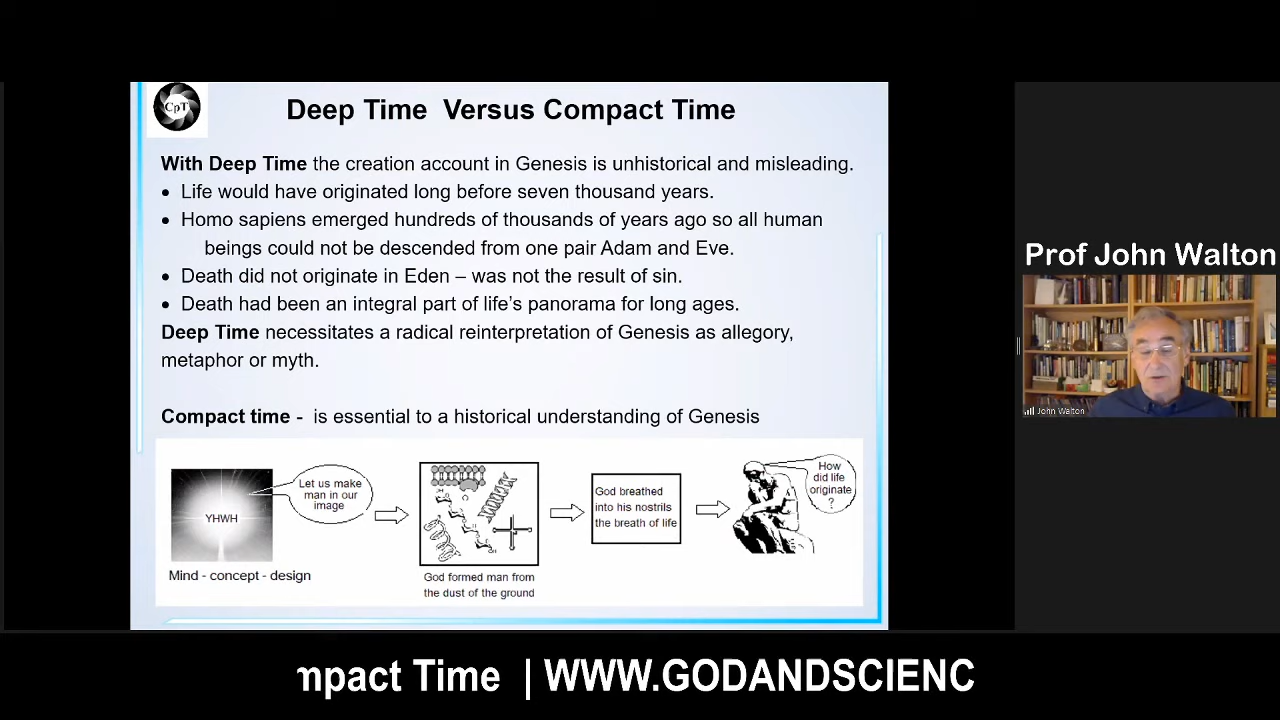 CpT
Deep Time Versus Compact Time
With Deep Time the creation account in Genesis is unhistorical and misleading.
• Life would have originated long before seven thousand years.
• Homo sapiens emerged hundreds of thousands of years ago so all human
beings could not be descended from one pair Adam and Eve.
• Death did not originate in Eden – was not the result of sin.
• Death had been an integral part of life's panorama for long ages.
Deep Time necessitates a radical reinterpretation of Genesis as allegory,
metaphor or myth.
Compact time - is essential to a historical understanding of Genesis
YHWH
Let us make
man in our
image
Mind - concept - design
God formed man from
the dust of the ground
God breathed
into his nostrils
the breath of life
How
did life
originate
?
Prof John Walton
John Walton
mpact Time | WWW.GODANDSCIENC